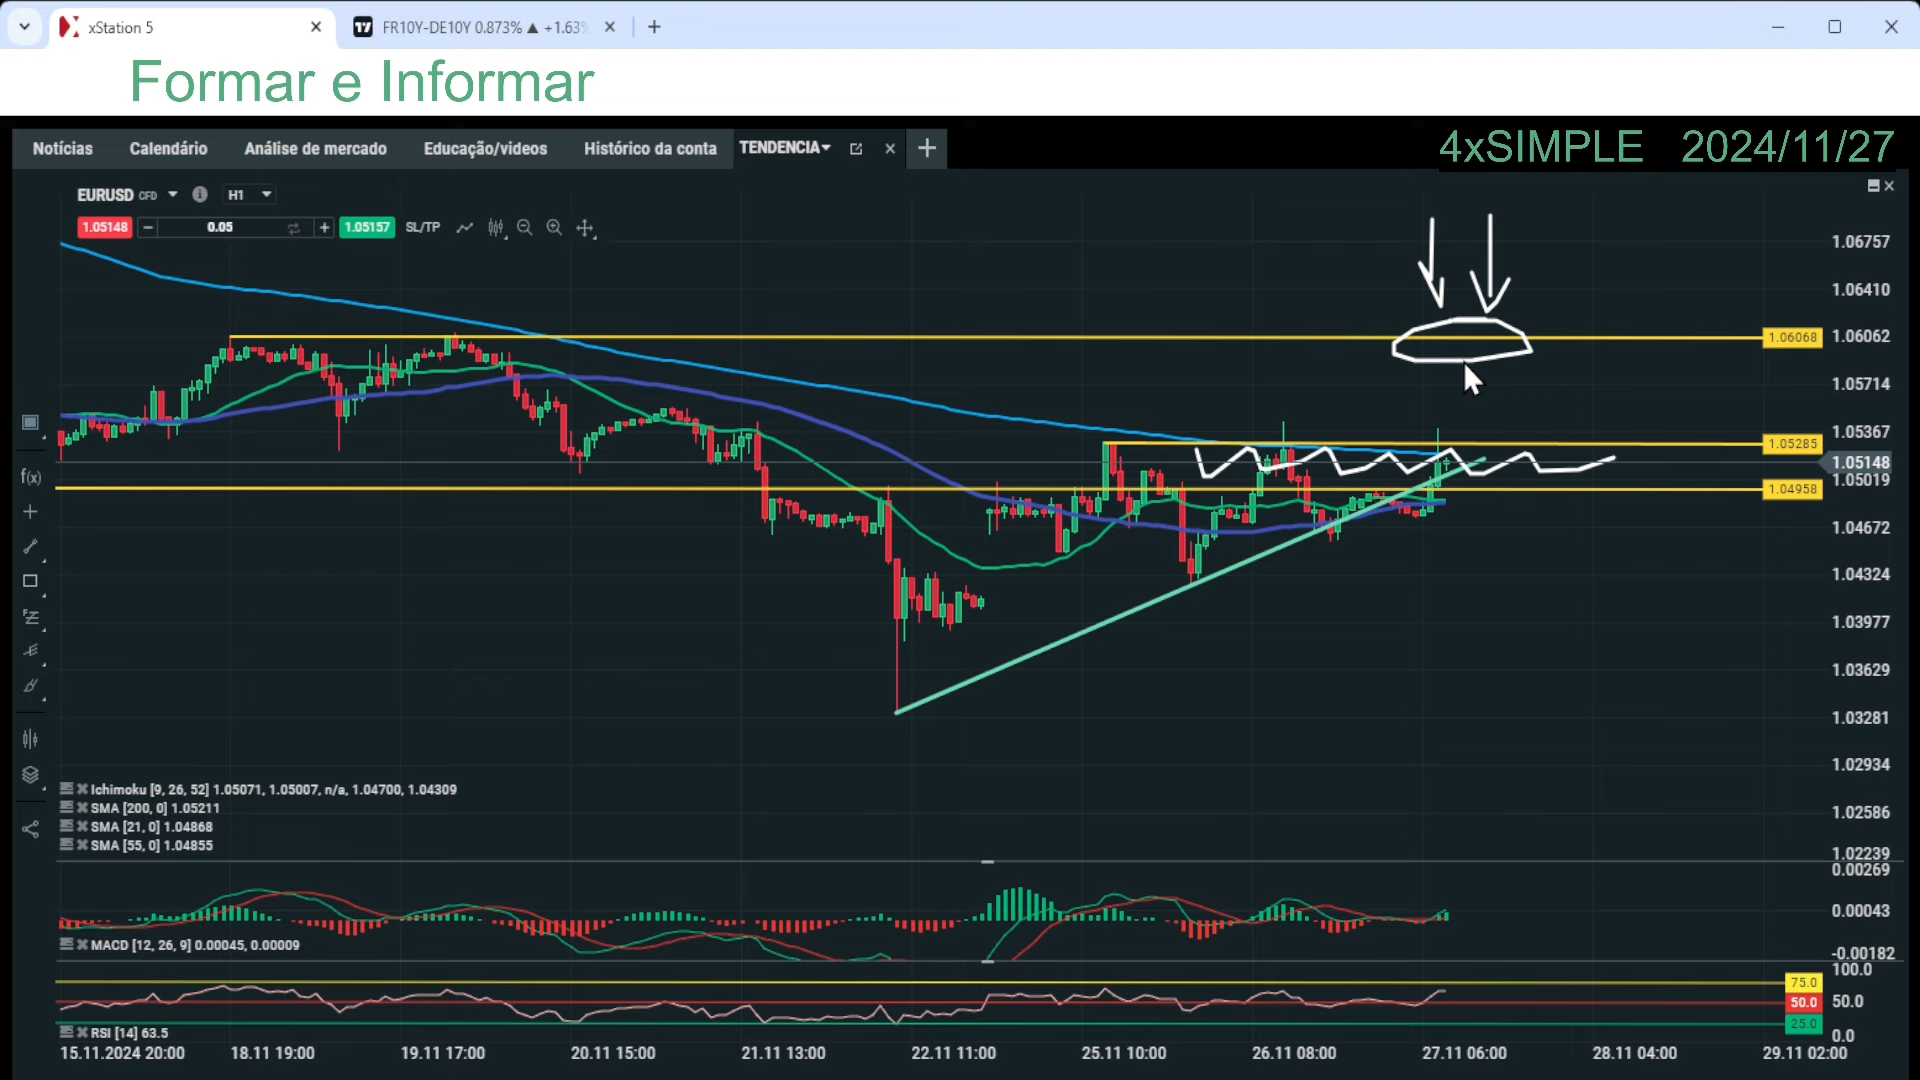 xStation 5
FR10Y-DE10Y 0.873% ▲ +1.63%
Formar e Informar
Notícias Calendário Análise de mercado Educação/videos Histórico da conta TENDENCIA
4xSIMPLE 2024/11/27
EURUSD CFD H1
1.05148 0.05 1.05157 SL/TP
1.06757
1.06410
1.06068 1.06062
1.05714
1.05367
1.05285
1.05148
1.05019
1.04958
1.04672
1.04324
1.03977
1.03629
1.03281
1.02934
1.02586
1.02239
Ichimoku [9, 26, 52] 1.05071, 1.05007, n/a, 1.04700, 1.04309
SMA [200, 0] 1.05211
SMA [21, 0] 1.04868
SMA [55, 0] 1.04855
0.00269
0.00043
-0.00182
MACD [12, 26, 9] 0.00045, 0.00009
100.0
75.0
50.0 50.0
25.0
0.0
RSI [14] 63.5
15.11.2024 20:00 18.11 19:00 19.11 17:00 20.11 15:00 21.11 13:00 22.11 11:00 25.11 10:00 26.11 08:00 27.11 06:00 28.11 04:00 29.11 02:00